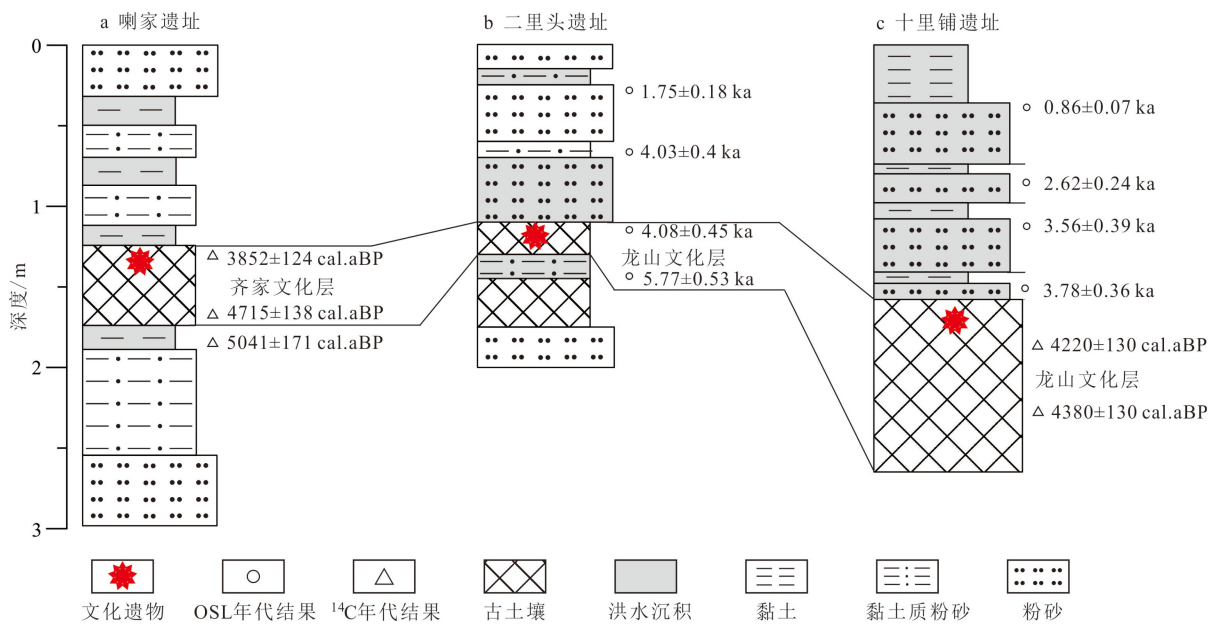 a 喇家遗址
b 二里头遗址
c 十里铺遗址
0
1
2
3
深度/m
3852±124 cal.aBP
齐家文化层
4715±138 cal.aBP
5041±171 cal.aBP
1.75±0.18 ka
4.03±0.4 ka
4.08±0.45 ka
龙山文化层
5.77±0.53 ka
0.86±0.07 ka
2.62±0.24 ka
3.56±0.39 ka
3.78±0.36 ka
4220±130 cal.aBP
龙山文化层
4380±130 cal.aBP
文化遗物
OSL年代结果
¹⁴C年代结果
古土壤
洪水沉积
黏土
黏土质粉砂
粉砂